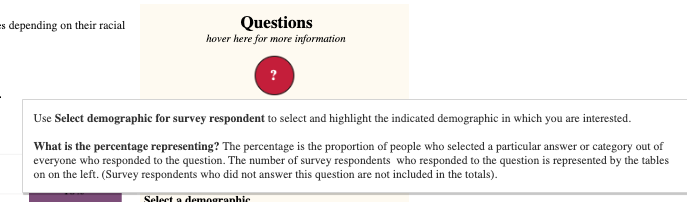 Questions
es depending on their racial
hover here for more information
?
Use Select demographic for survey respondent to select and highlight the indicated demographic in which you are interested.
What is the percentage representing? The percentage is the proportion of people who selected a particular answer or category out of
everyone who responded to the question. The number of survey respondents  who responded to the question is represented by the tables
on on the left. (Survey respondents who did not answer this question are not included in the totals).
Select a demographic